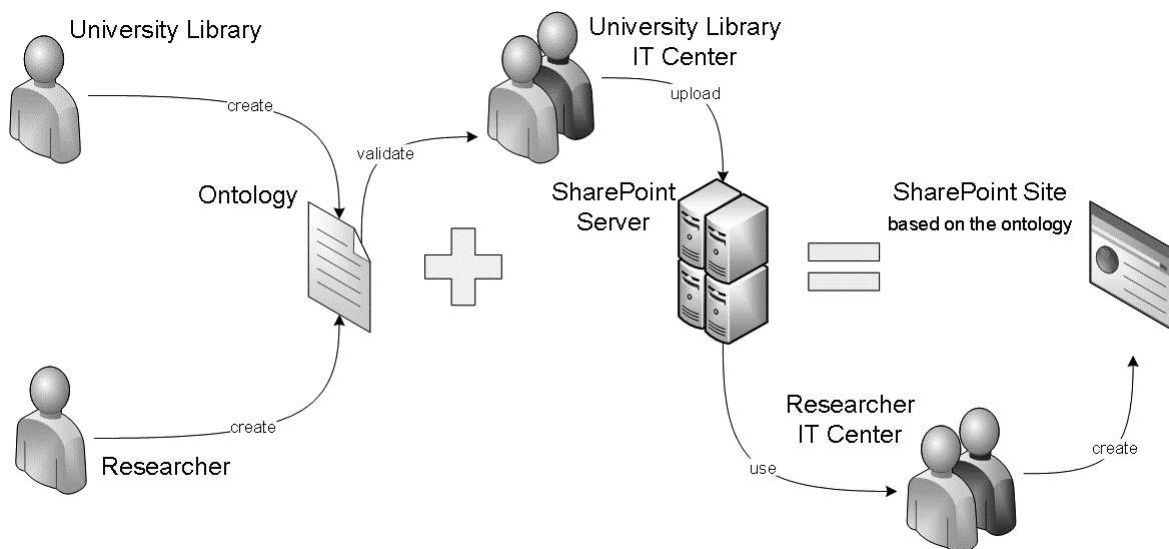 University Library
create
University Library
IT Center
upload
validate
Ontology
SharePoint
Server
SharePoint Site
based on the ontology
create
Researcher
Researcher
IT Center
use
create